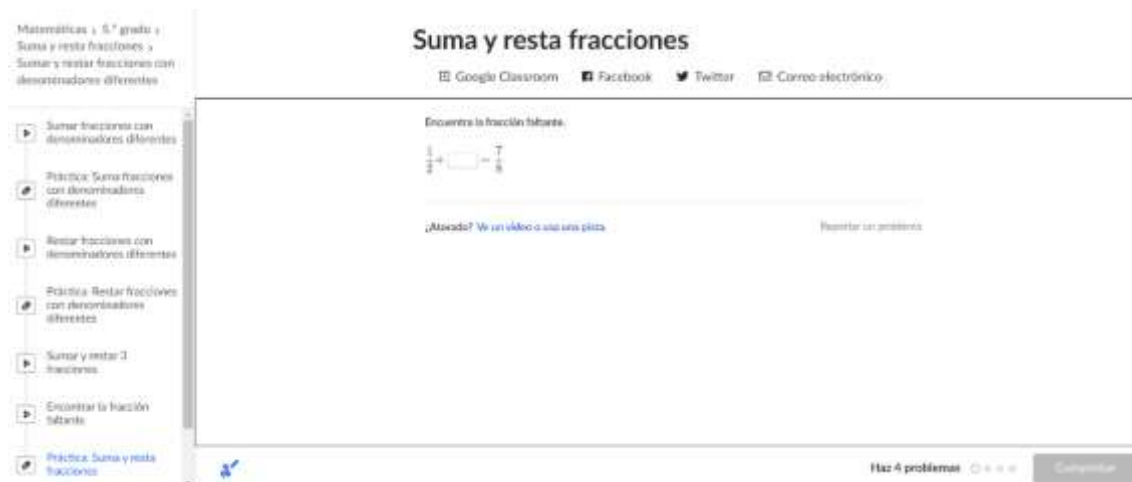 Matemáticas > 5.º grado >
Suma y resta fracciones >
Sumar y restar fracciones con
denominadores diferentes
Sumar fracciones con
denominadores diferentes
Práctica: Suma fracciones
con denominadores
diferentes
Restar fracciones con
denominadores diferentes
Práctica: Restar fracciones
con denominadores
diferentes
Sumar y restar 3
fracciones
Encontrar la fracción
faltante
Práctica: Suma y resta
fracciones
Suma y resta fracciones
Google Classroom Facebook Twitter Correo electrónico
Encuentra la fracción faltante.
¿Atorado? Ve un video o usa una pista.
Reportar un problema
Haz 4 problemas
Comprobar